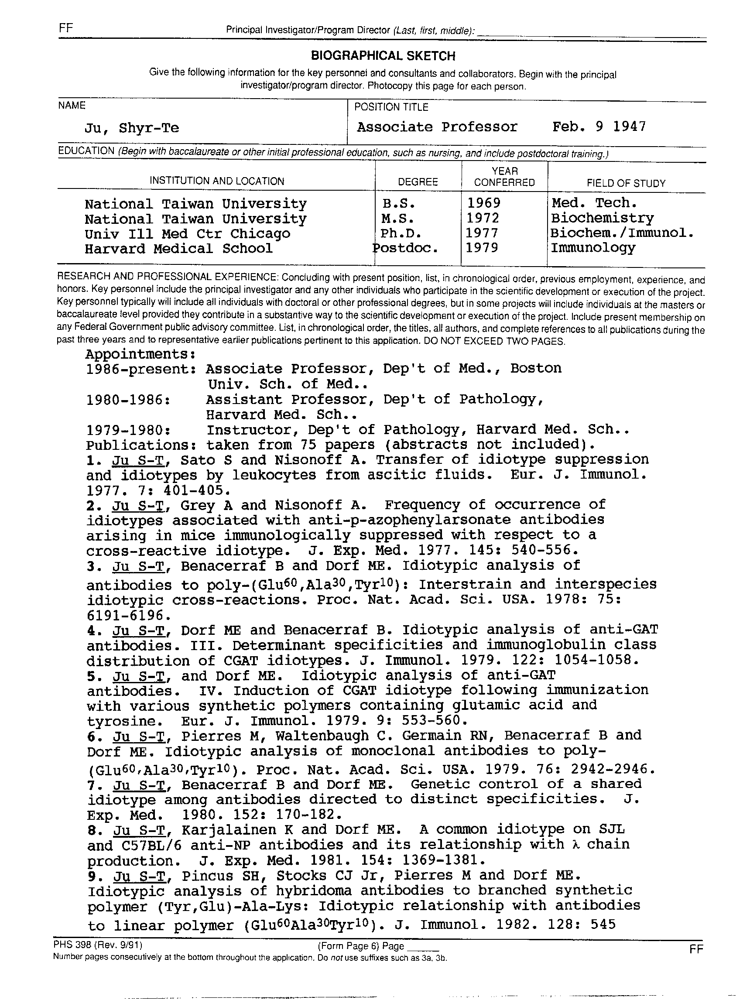 FF
Principal Investigator/Program Director (Last, first, middle):
BIOGRAPHICAL SKETCH
Give the following information for the key personnel and consultants and collaborators. Begin with the principal
investigator/program director. Photocopy this page for each person.
NAME
POSITION TITLE
Ju, Shyr-Te
Associate Professor Feb. 9 1947
EDUCATION (Begin with baccalaureate or other initial professional education, such as nursing, and include postdoctoral training.)
INSTITUTION AND LOCATION DEGREE YEAR CONFERRED FIELD OF STUDY
National Taiwan University B.S. 1969 Med. Tech.
National Taiwan University M.S. 1972 Biochemistry
Univ Ill Med Ctr Chicago Ph.D. 1977 Biochem./Immunol.
Harvard Medical School Postdoc. 1979 Immunology
RESEARCH AND PROFESSIONAL EXPERIENCE: Concluding with present position, list, in chronological order, previous employment, experience, and
honors. Key personnel include the principal investigator and any other individuals who participate in the scientific development or execution of the project.
Key personnel typically will include all individuals with doctoral or other professional degrees, but in some projects will include individuals at the masters or
baccalaureate level provided they contribute in a substantive way to the scientific development or execution of the project. Include present membership on
any Federal Government public advisory committee. List, in chronological order, the titles, all authors, and complete references to all publications during the
past three years and to representative earlier publications pertinent to this application. DO NOT EXCEED TWO PAGES.
Appointments:
1986-present: Associate Professor, Dep't of Med., Boston
Univ. Sch. of Med..
1980-1986: Assistant Professor, Dep't of Pathology,
Harvard Med. Sch..
1979-1980: Instructor, Dep't of Pathology, Harvard Med. Sch..
Publications: taken from 75 papers (abstracts not included).
1. Ju S-T, Sato S and Nisonoff A. Transfer of idiotype suppression
and idiotypes by leukocytes from ascitic fluids. Eur. J. Immunol.
1977. 7: 401-405.
2. Ju S-T, Grey A and Nisonoff A. Frequency of occurrence of
idiotypes associated with anti-p-azophenylarsonate antibodies
arising in mice immunologically suppressed with respect to a
cross-reactive idiotype. J. Exp. Med. 1977. 145: 540-556.
3. Ju S-T, Benacerraf B and Dorf ME. Idiotypic analysis of
antibodies to poly-(Glu60,Ala30,Tyr10): Interstrain and interspecies
idiotypic cross-reactions. Proc. Nat. Acad. Sci. USA. 1978: 75:
6191-6196.
4. Ju S-T, Dorf ME and Benacerraf B. Idiotypic analysis of anti-GAT
antibodies. III. Determinant specificities and immunoglobulin class
distribution of CGAT idiotypes. J. Immunol. 1979. 122: 1054-1058.
5. Ju S-T, and Dorf ME. Idiotypic analysis of anti-GAT
antibodies. IV. Induction of CGAT idiotype following immunization
with various synthetic polymers containing glutamic acid and
tyrosine. Eur. J. Immunol. 1979. 9: 553-560.
6. Ju S-T, Pierres M, Waltenbaugh C. Germain RN, Benacerraf B and
Dorf ME. Idiotypic analysis of monoclonal antibodies to poly-
(Glu60,Ala30,Tyr10). Proc. Nat. Acad. Sci. USA. 1979. 76: 2942-2946.
7. Ju S-T, Benacerraf B and Dorf ME. Genetic control of a shared
idiotype among antibodies directed to distinct specificities. J.
Exp. Med. 1980. 152: 170-182.
8. Ju S-T, Karjalainen K and Dorf ME. A common idiotype on SJL
and C57BL/6 anti-NP antibodies and its relationship with λ chain
production. J. Exp. Med. 1981. 154: 1369-1381.
9. Ju S-T, Pincus SH, Stocks CJ Jr, Pierres M and Dorf ME.
Idiotypic analysis of hybridoma antibodies to branched synthetic
polymer (Tyr,Glu)-Ala-Lys: Idiotypic relationship with antibodies
to linear polymer (Glu60Ala30Tyr10). J. Immunol. 1982. 128: 545
PHS 398 (Rev. 9/91) (Form Page 6) Page FF
Number pages consecutively at the bottom throughout the application. Do not use suffixes such as 3a, 3b.